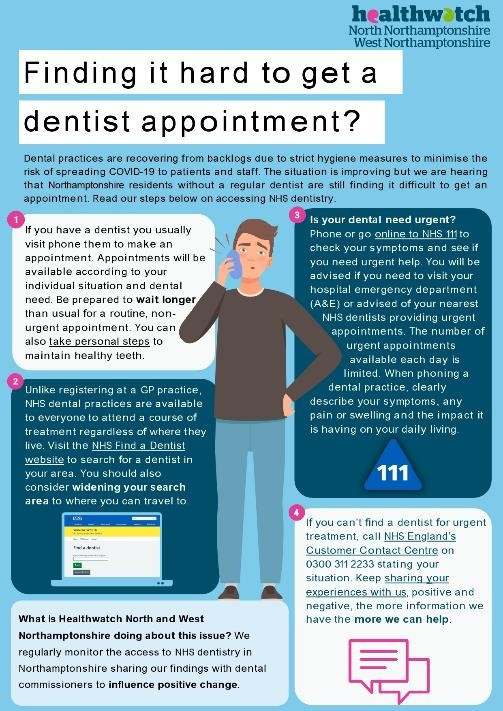 healthwatch
North Northamptonshire
West Northamptonshire
Finding it hard to get a
dentist appointment?
Dental practices are recovering from backlogs due to strict hygiene measures to minimise the
risk of spreading COVID-19 to patients and staff. The situation is improving but we are hearing
that Northamptonshire residents without a regular dentist are still finding it difficult to get an
appointment. Read our steps below on accessing NHS dentistry.
1
If you have a dentist you usually
visit phone them to make an
appointment. Appointments will be
available according to your
individual situation and dental
need. Be prepared to wait longer
than usual for a routine, non-
urgent appointment. You can
also take personal steps to
maintain healthy teeth.
2
Unlike registering at a GP practice,
NHS dental practices are available
to everyone to attend a course of
treatment regardless of where they
live. Visit the NHS Find a Dentist
website to search for a dentist in
your area. You should also
consider widening your search
area to where you can travel to.
NHS
Find a dentist
3
Is your dental need urgent?
Phone or go online to NHS 111 to
check your symptoms and see if
you need urgent help. You will be
advised if you need to visit your
hospital emergency department
(A&E) or advised of your nearest
NHS dentists providing urgent
appointments. The number of
urgent appointments
available each day is
limited. When phoning a
dental practice, clearly
describe your symptoms, any
pain or swelling and the impact it
is having on your daily living.
111
4
If you can't find a dentist for urgent
treatment, call NHS England's
Customer Contact Centre on
0300 311 2233 stating your
situation. Keep sharing your
experiences with us, positive and
negative, the more information we
have the more we can help.
What is Healthwatch North and West
Northamptonshire doing about this issue? We
regularly monitor the access to NHS dentistry in
Northamptonshire sharing our findings with dental
commissioners to influence positive change.